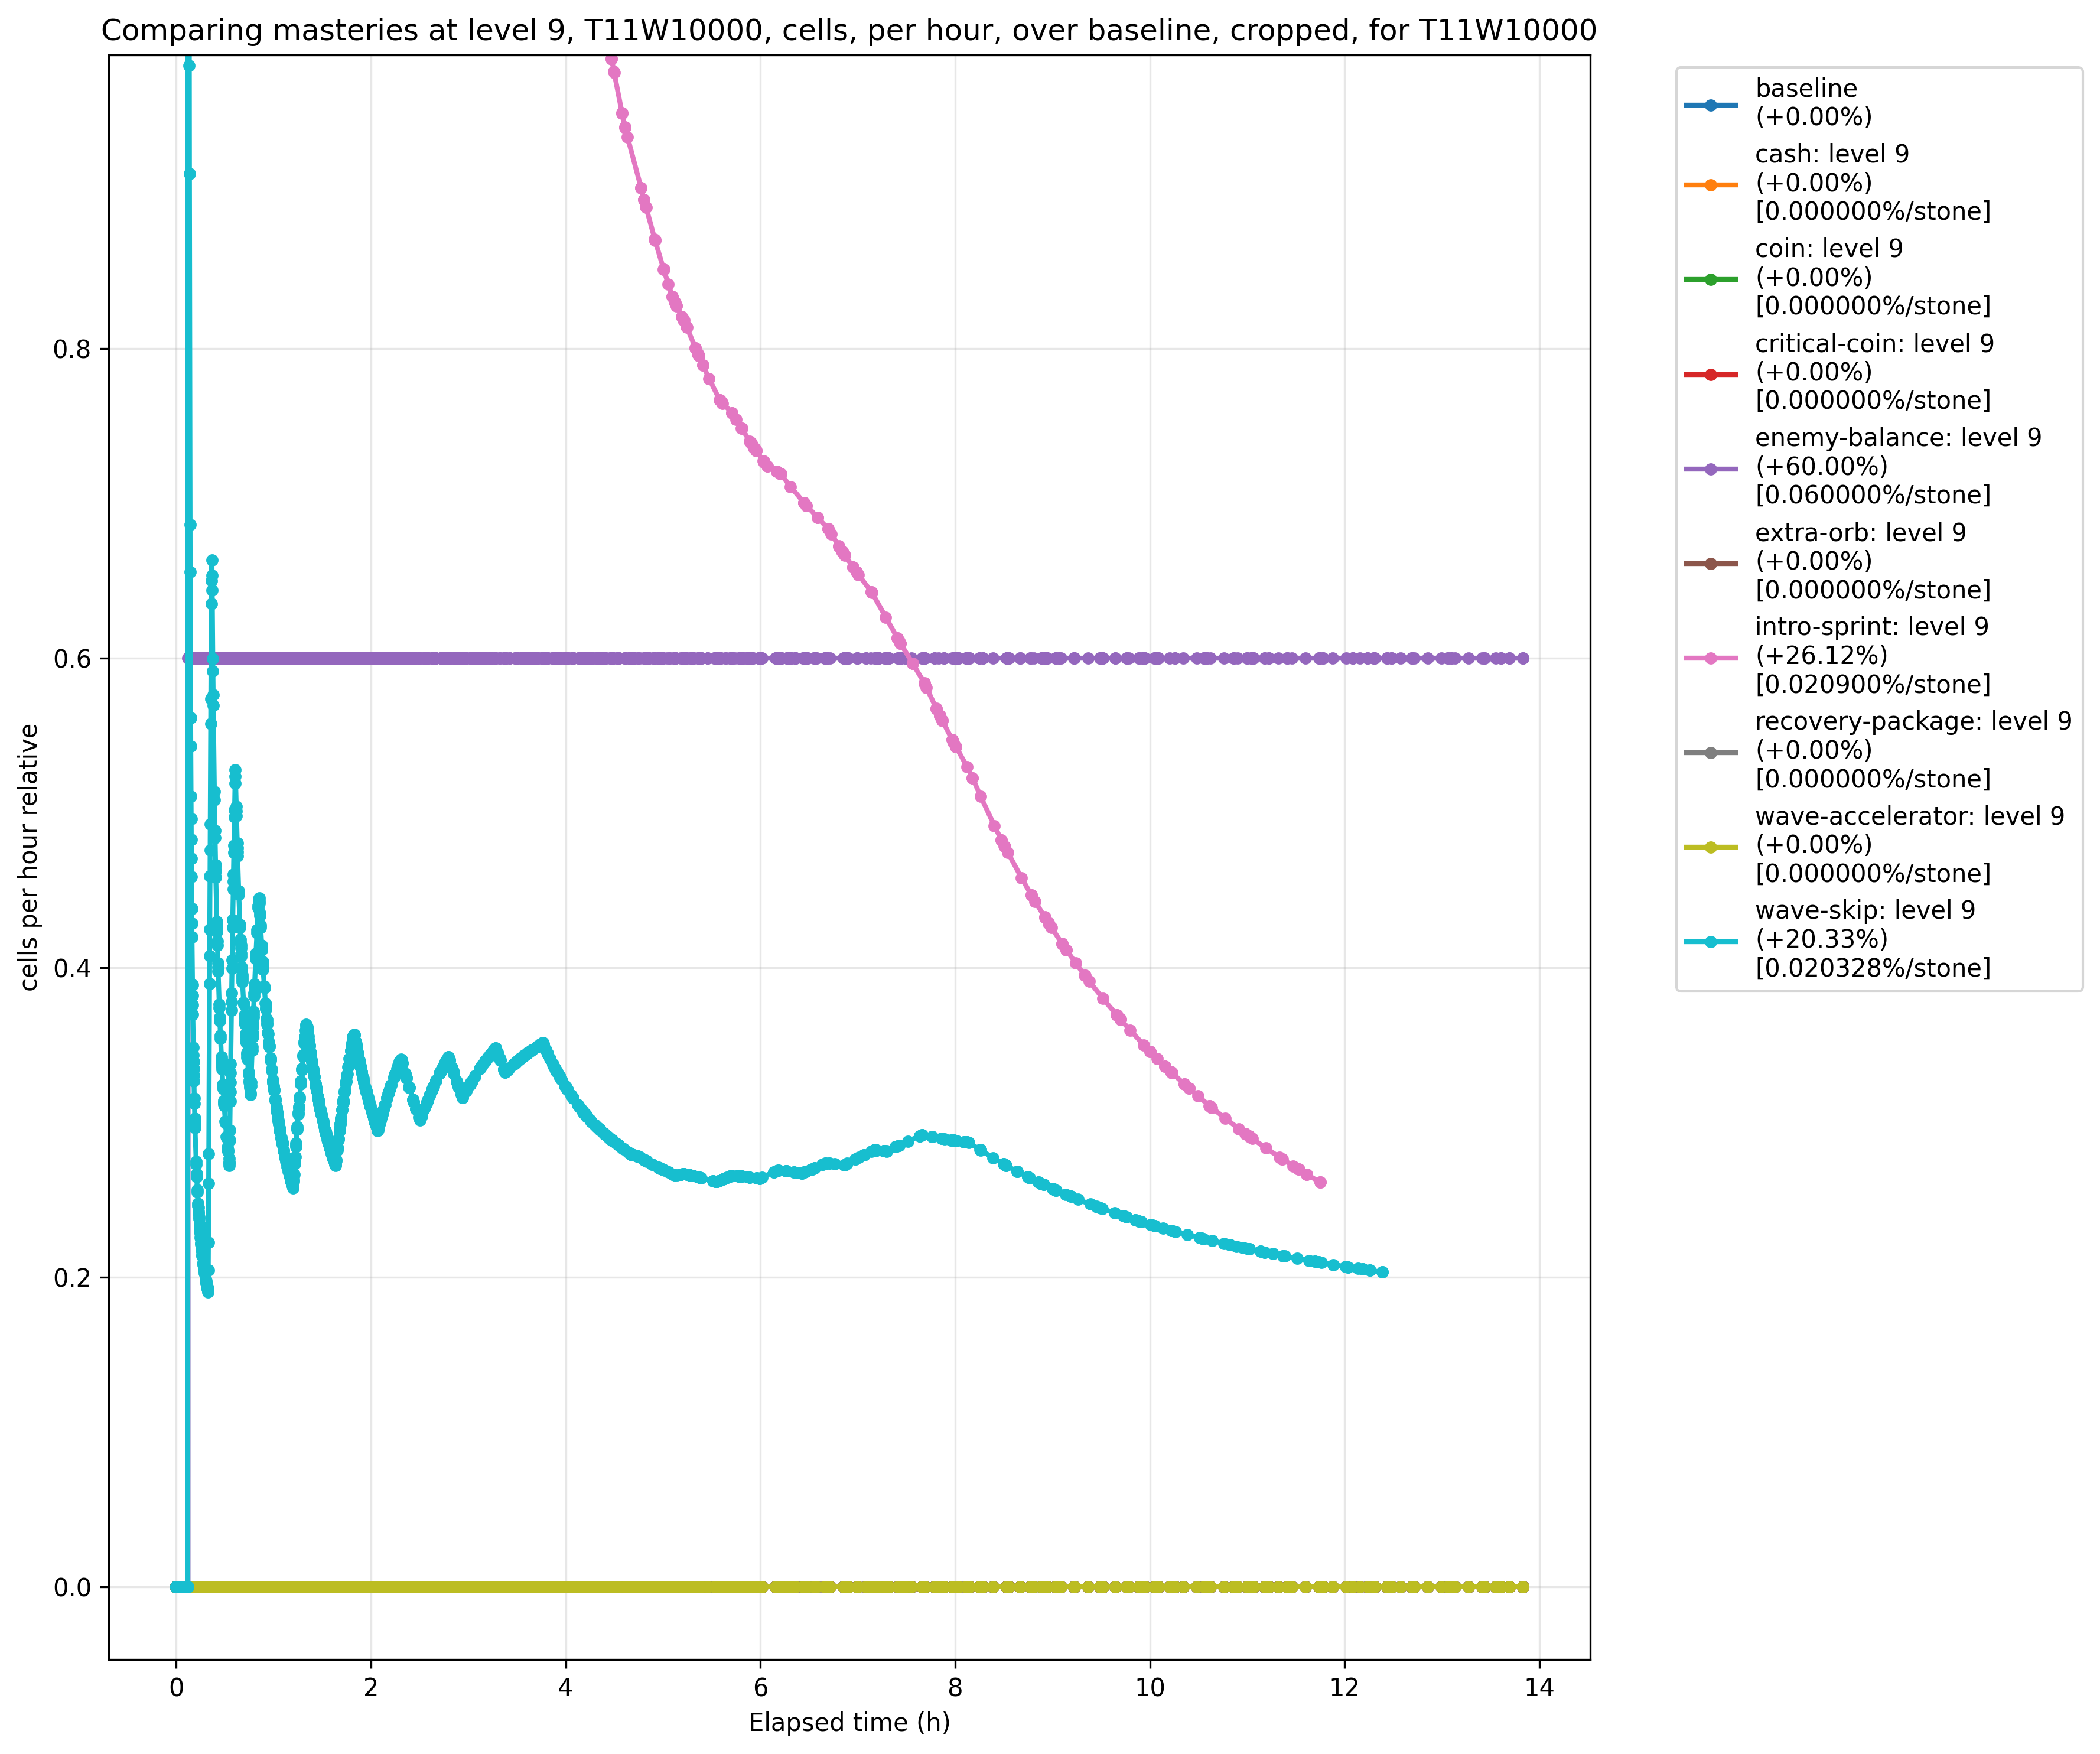 Comparing masteries at level 9, T11W10000, cells, per hour, over baseline, cropped, for T11W10000
cells per hour relative
0.8
0.6
0.4
0.2
0.0
0
2
4
6
8
10
12
14
Elapsed time (h)
baseline
(+0.00%)
cash: level 9
(+0.00%)
[0.000000%/stone]
coin: level 9
(+0.00%)
[0.000000%/stone]
critical-coin: level 9
(+0.00%)
[0.000000%/stone]
enemy-balance: level 9
(+60.00%)
[0.060000%/stone]
extra-orb: level 9
(+0.00%)
[0.000000%/stone]
intro-sprint: level 9
(+26.12%)
[0.020900%/stone]
recovery-package: level 9
(+0.00%)
[0.000000%/stone]
wave-accelerator: level 9
(+0.00%)
[0.000000%/stone]
wave-skip: level 9
(+20.33%)
[0.020328%/stone]